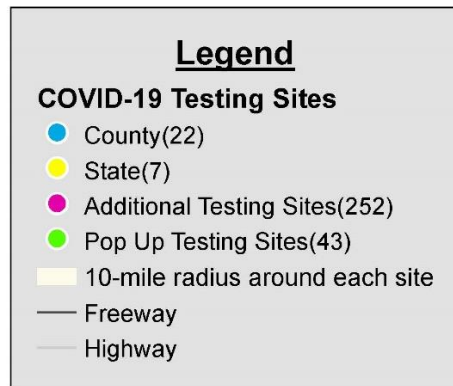 Legend
COVID-19 Testing Sites
County(22)
State(7)
Additional Testing Sites(252)
Pop Up Testing Sites(43)
10-mile radius around each site
Freeway
Highway